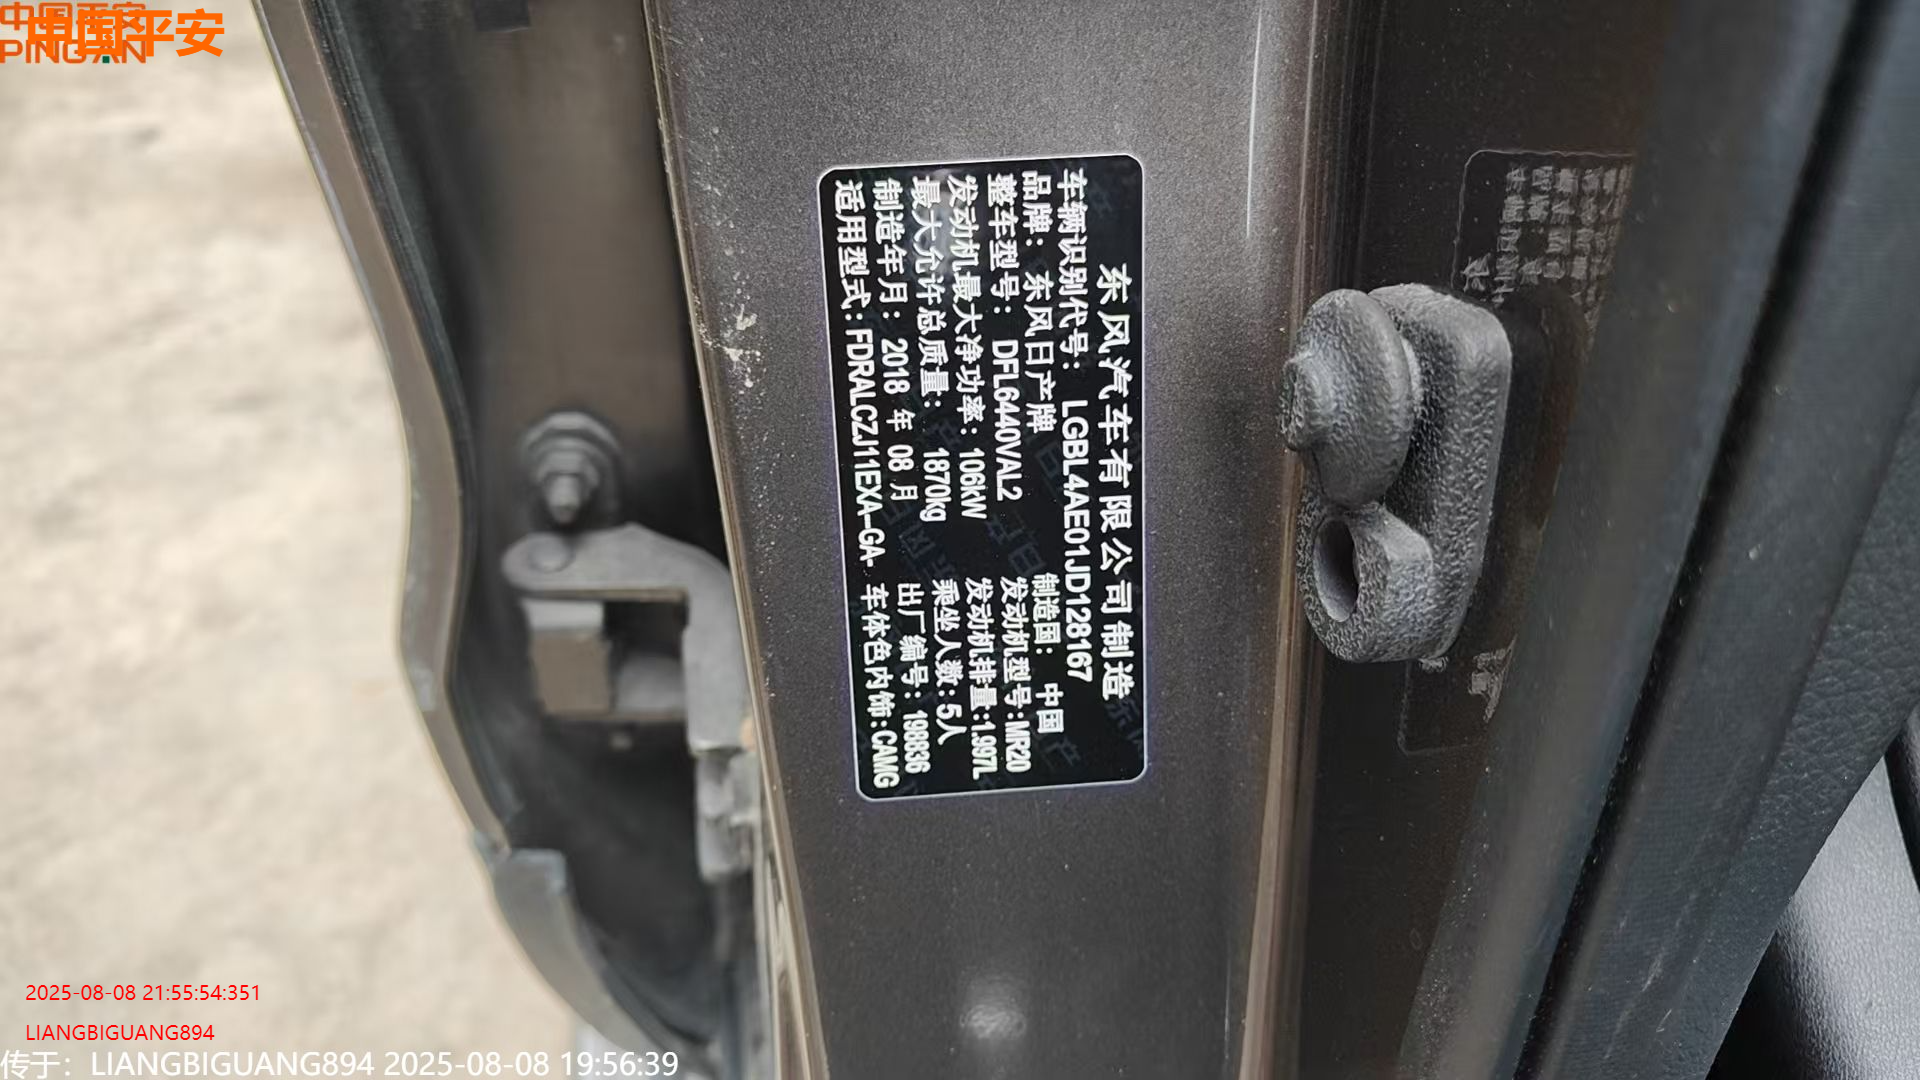 中国平安
PINGAN
中国平安
东风汽车有限公司制造
车辆识别代号： LGBL4AE01JD128167
品牌： 东风日产牌 制造国： 中国
整车型号： DFL6440VAL2 发动机型号:MR20
发动机最大净功率: 106kW 发动机排量:1.997L
最大允许总质量: 1870kg 乘坐人数: 5人
制造年月: 2018 年 08 月 出厂编号: 198836
适用型式: FDRALCZJ11EXA-GA- 车体色内饰: CAMG
2025-08-08 21:55:54:351
LIANGBIGUANG894
传于： LIANGBIGUANG894 2025-08-08 19:56:39